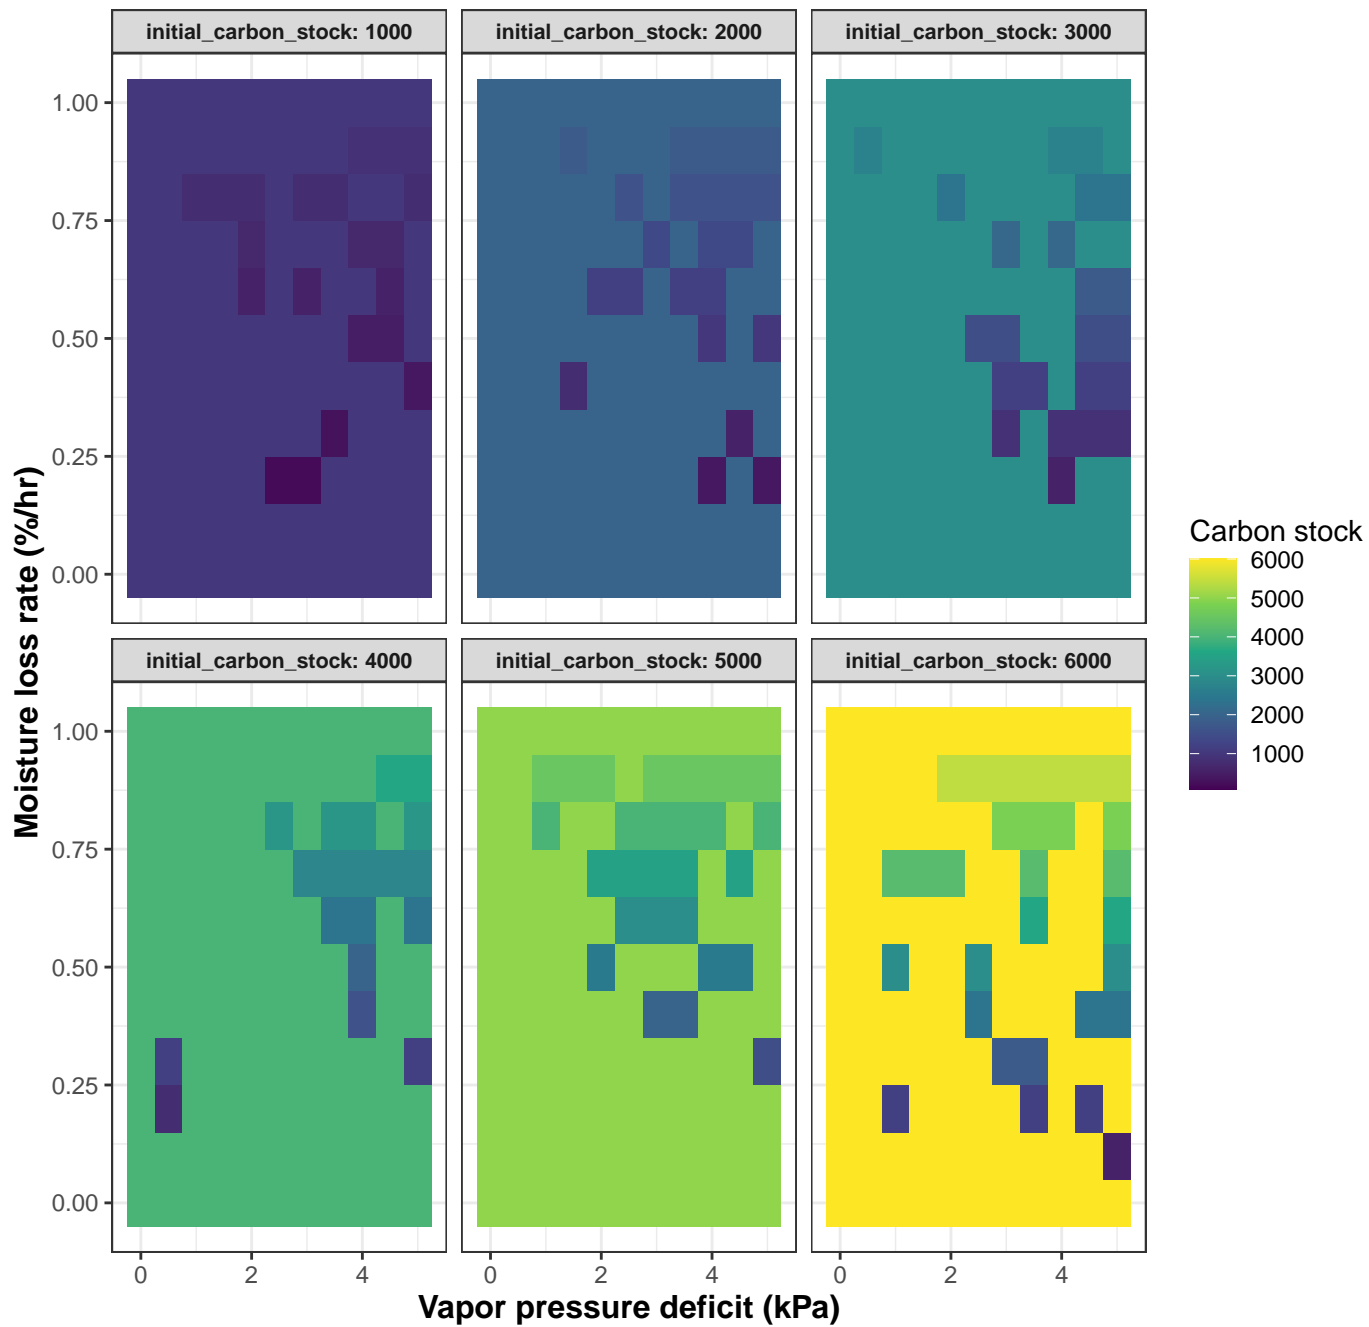 initial_carbon_stock: 1000
initial_carbon_stock: 2000
initial_carbon_stock: 3000
1.00
0.75
0.50
0.25
0.00
initial_carbon_stock: 4000
initial_carbon_stock: 5000
initial_carbon_stock: 6000
1.00
0.75
0.50
0.25
0.00
0 2 4
0 2 4
0 2 4
Moisture loss rate (%/hr)
Vapor pressure deficit (kPa)
Carbon stock
6000
5000
4000
3000
2000
1000